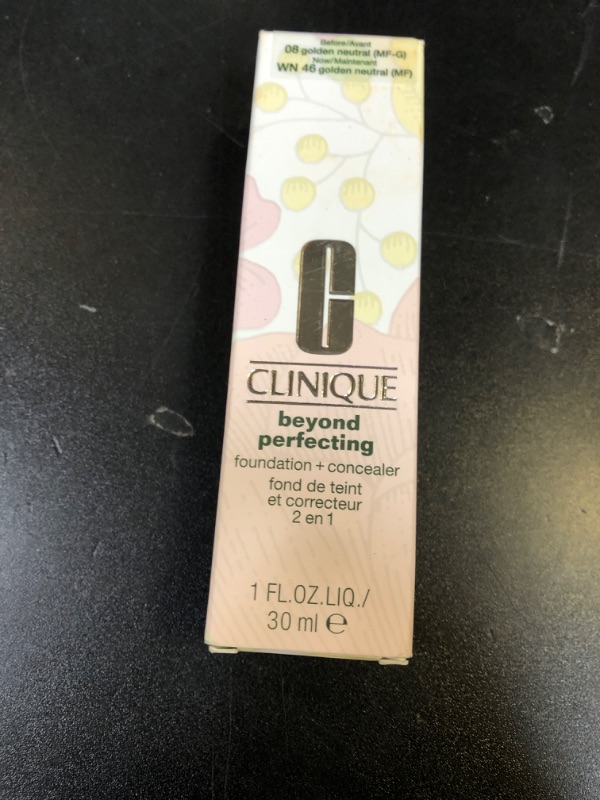 Before/Avant
08 golden neutral (MF-G)
Now/Maintenant
WN 46 golden neutral (MF)
C
CLINIQUE
beyond
perfecting
foundation + concealer
fond de teint
et correcteur
2 en 1
1 FL.OZ.LIQ./
30 ml ℮